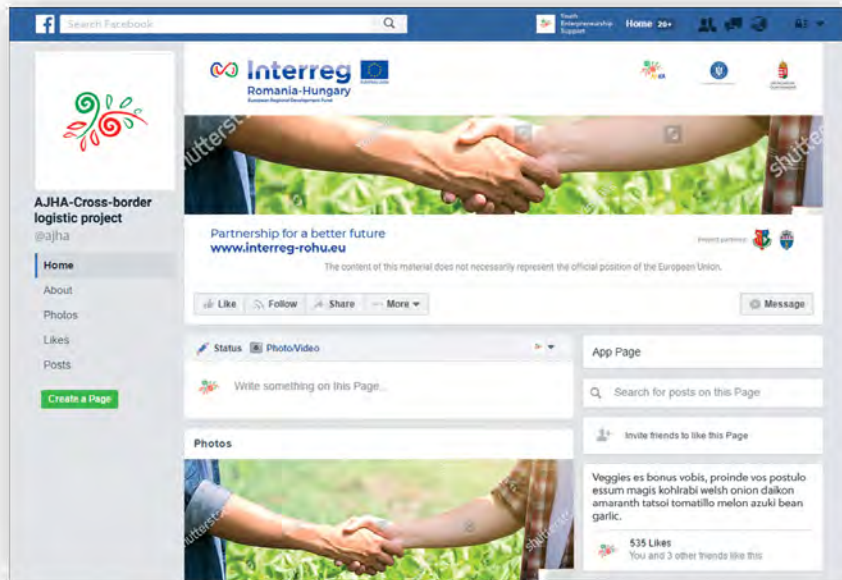 f
Search Facebook
Youth
Entrepreneurship
Support
Home 20+
Interreg
Romania-Hungary
European Regional Development Fund
shutterst
shutterst
AJHA-Cross-border
logistic project
@ajha
Partnership for a better future
www.interreg-rohu.eu
Project partners:
The content of this material does not necessarily represent the official position of the European Union.
Home
About
Photos
Likes
Posts
Create a Page
Like Follow Share More
Message
Status Photo/Video
Write something on this Page..
App Page
Search for posts on this Page
Invite friends to like this Page
Photos
Veggies es bonus vobis, proinde vos postulo
essum magis kohlrabi welsh onion daikon
amaranth tatsoi tomatillo melon azuki bean
garlic.
535 Likes
You and 3 other friends like this
shutterst
shutterst